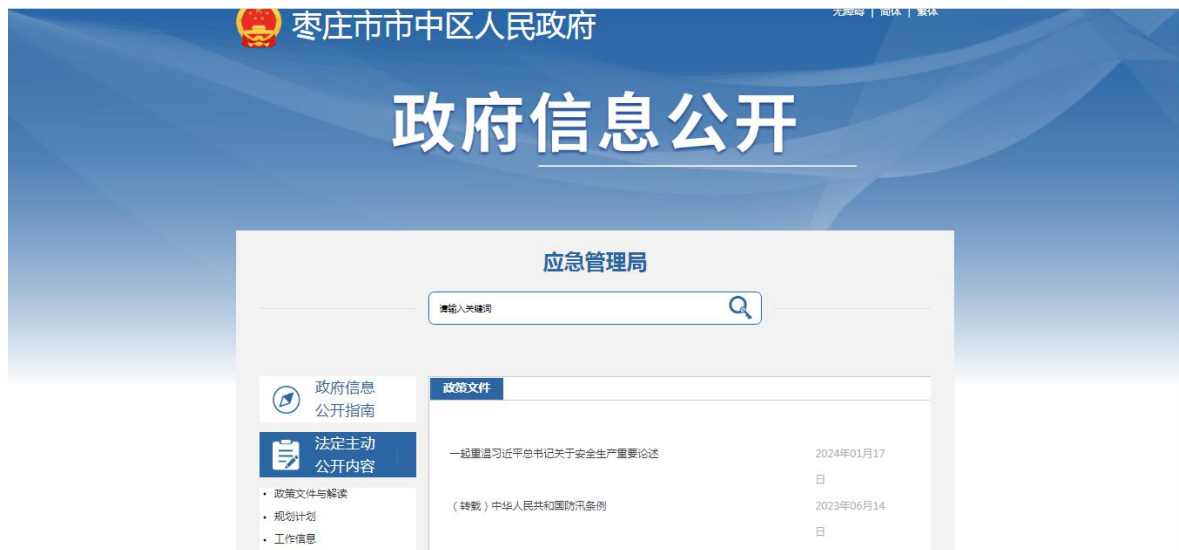 枣庄市市中区人民政府
无障碍 | 简体 | 繁体
政府信息公开
应急管理局
请输入关键词
政府信息
公开指南
政策文件
法定主动
公开内容
一起重温习近平总书记关于安全生产重要论述
2024年01月17
日
• 政策文件与解读
(转载)中华人民共和国防汛条例
2023年06月14
日
• 规划计划
• 工作信息